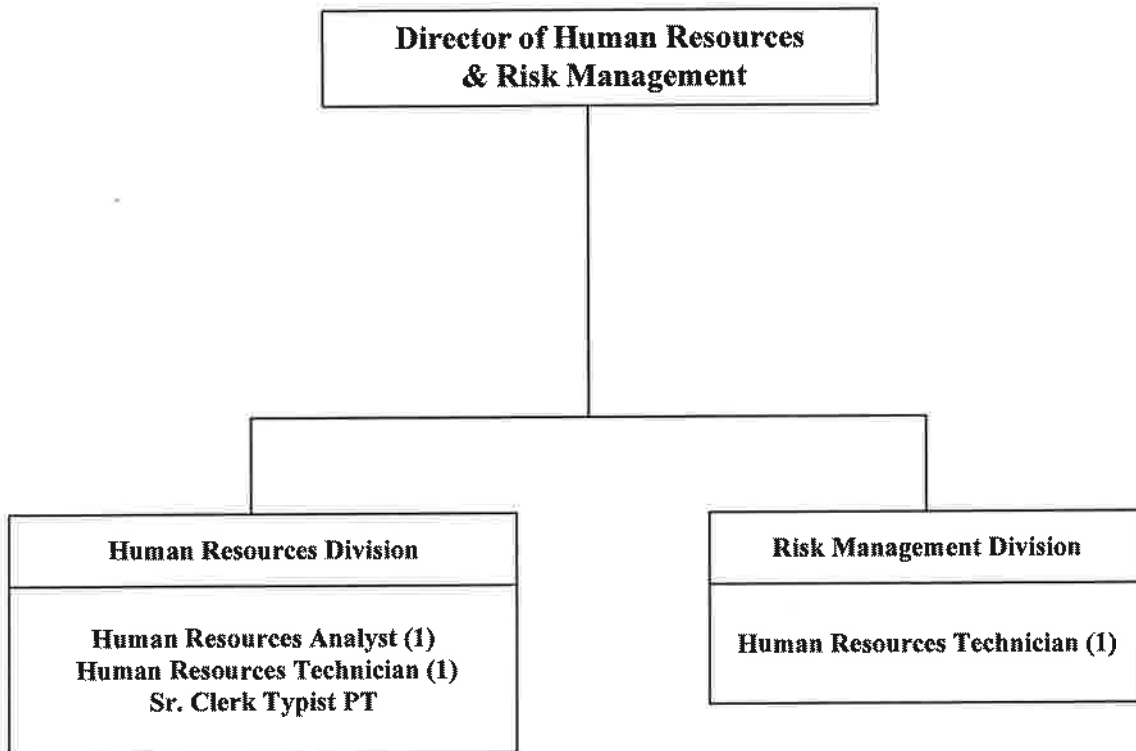 Director of Human Resources
& Risk Management
Human Resources Division
Human Resources Analyst (1)
Human Resources Technician (1)
Sr. Clerk Typist PT
Risk Management Division
Human Resources Technician (1)